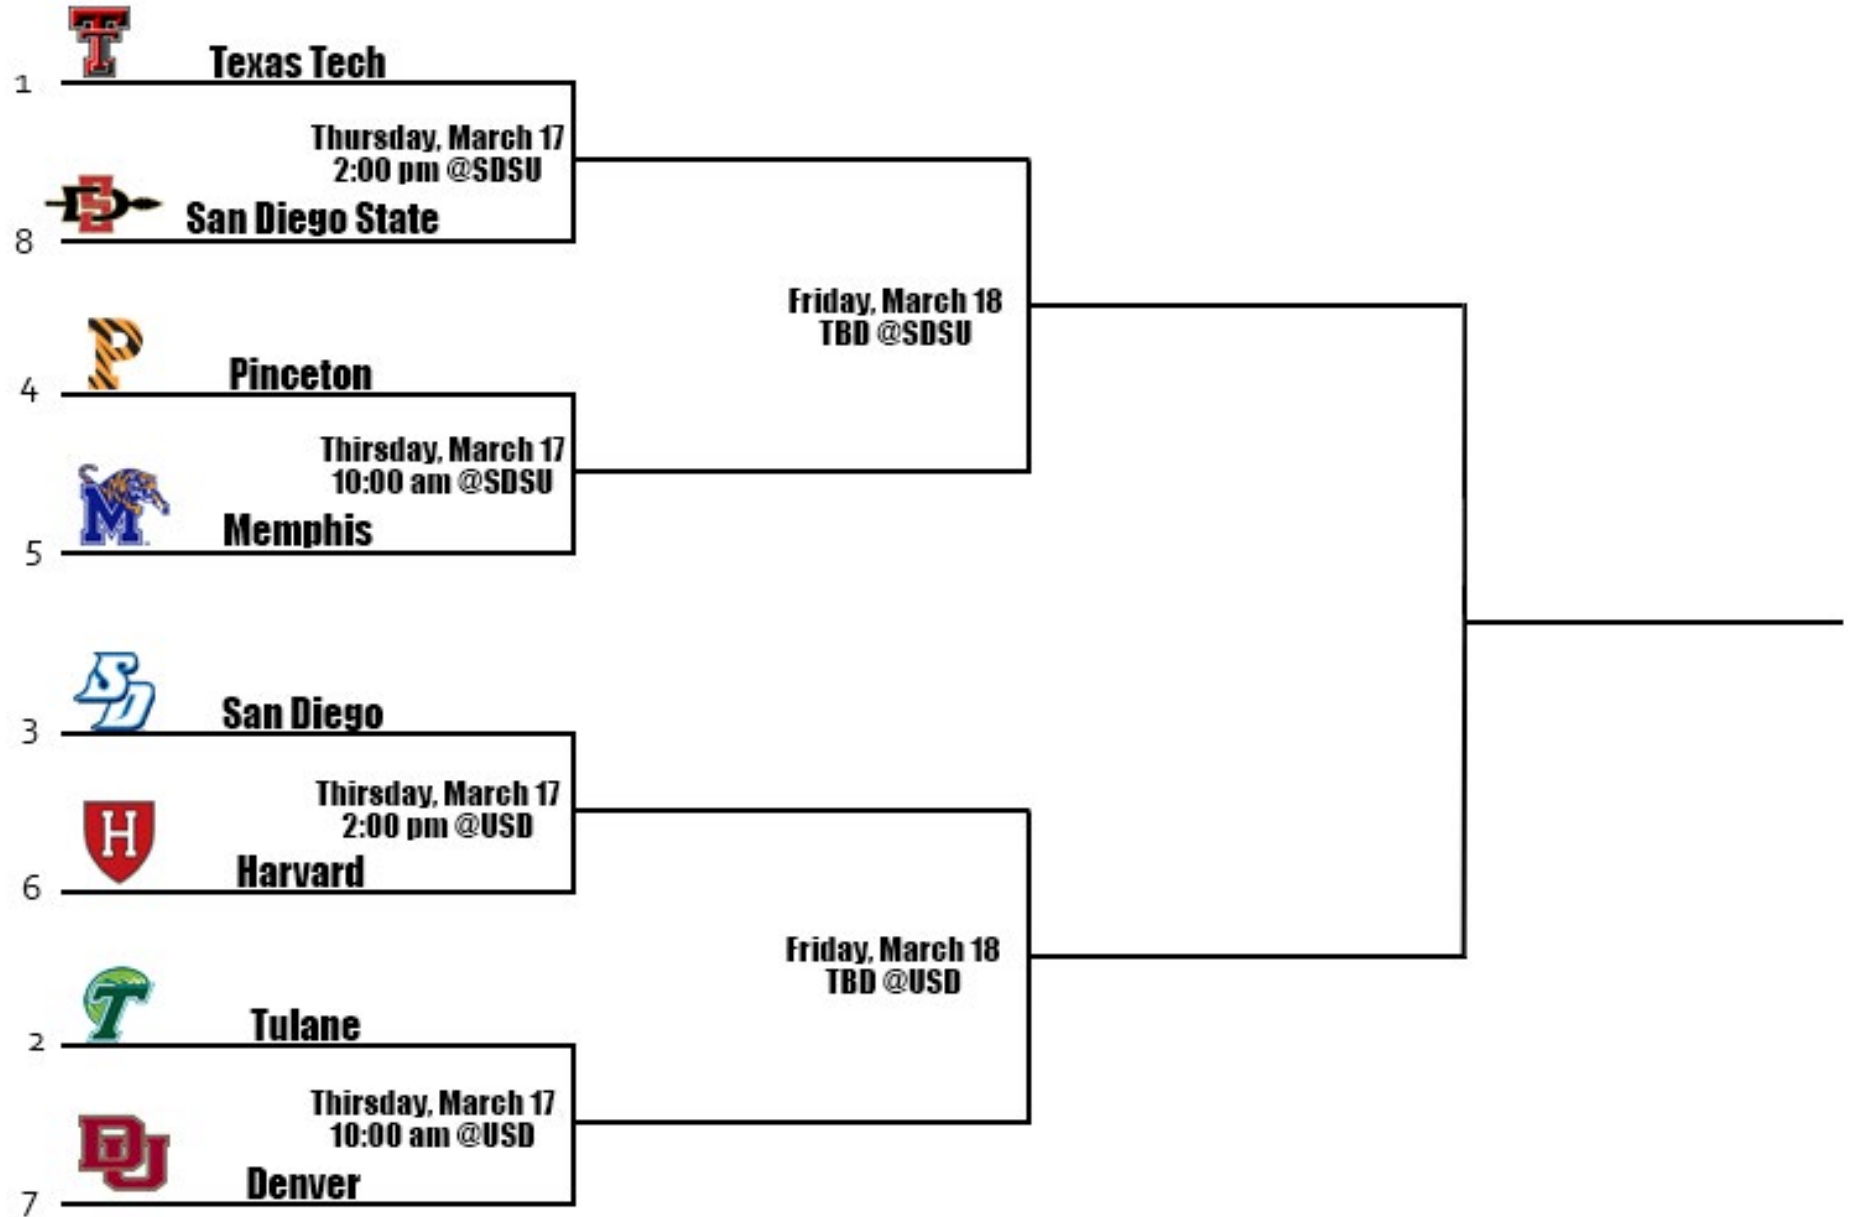 Texas Tech
1
Thursday, March 17
2:00 pm @SDSU
San Diego State
8
Friday, March 18
TBD @SDSU
Pinceton
4
Thirsday, March 17
10:00 am @SDSU
Memphis
5
San Diego
3
Thirsday, March 17
2:00 pm @USD
H
Harvard
6
Friday, March 18
TBD @USD
Tulane
2
Thirsday, March 17
10:00 am @USD
DU
Denver
7